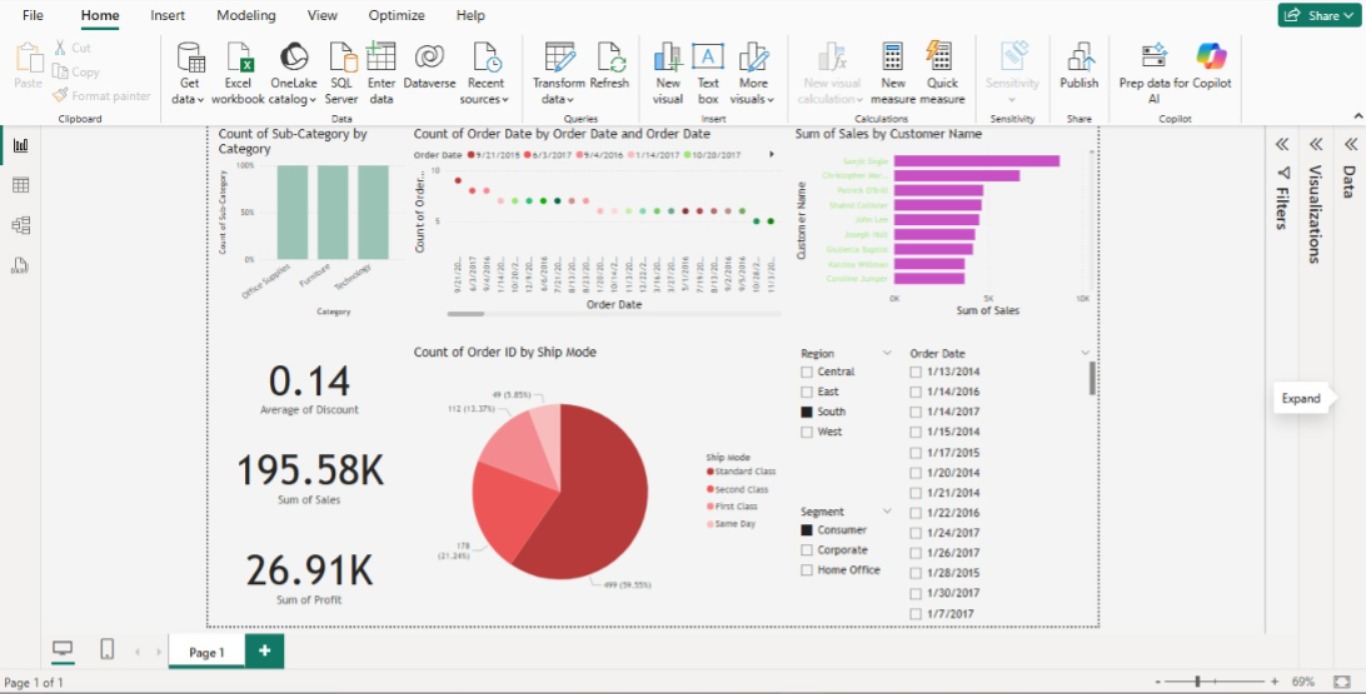 File Home Insert Modeling View Optimize Help
Share
Paste
Cut
Copy
Format painter
Clipboard
Get data
Excel workbook
OneLake catalog
SQL Server
Enter data
Dataverse
Recent sources
Data
Transform data
Refresh
Queries
New visual
Text box
More visuals
Insert
New visual calculation
New measure
Quick measure
Calculations
Sensitivity
Sensitivity
Publish
Share
Prep data for AI
Copilot
Copilot
Count of Sub-Category by
Category
Count of Sub-Category
100%
50%
0%
Office Supplies
Furniture
Technology
Category
Count of Order Date by Order Date and Order Date
Order Date 9/21/2015 6/3/2017 9/4/2016 1/14/2017 10/20/2017
Count of Order...
10
5
9/21/20...
6/3/2017
9/4/2016
1/14/20...
10/20/2...
12/9/20...
6/6/2016
7/21/20...
8/13/20...
8/23/20...
1/20/20...
10/14/2...
11/2/20...
12/22/2...
3/16/20...
3/27/20...
5/1/2016
7/19/20...
8/13/20...
9/2/2016
9/5/2016
10/28/2...
11/3/20...
Order Date
Sum of Sales by Customer Name
Customer Name
Christopher Mar...
Patrick O'Brill
John Lee
Joseph Holt
Giulietta Baptist
Caroline Jumper
0K 5K 10K
Sum of Sales
0.14
Average of Discount
195.58K
Sum of Sales
26.91K
Sum of Profit
Count of Order ID by Ship Mode
49 (5.85%)
112 (13.37%)
178
(21.24%)
499 (59.55%)
Ship Mode
Standard Class
Second Class
First Class
Same Day
Region
Central
East
South
West
Segment
Consumer
Corporate
Home Office
Order Date
1/13/2014
1/14/2016
1/14/2017
1/15/2014
1/17/2015
1/20/2014
1/21/2014
1/22/2016
1/24/2017
1/26/2017
1/28/2015
1/30/2017
1/7/2017
Filters
Visualizations
Data
Expand
Page 1
Page 1 of 1
69%